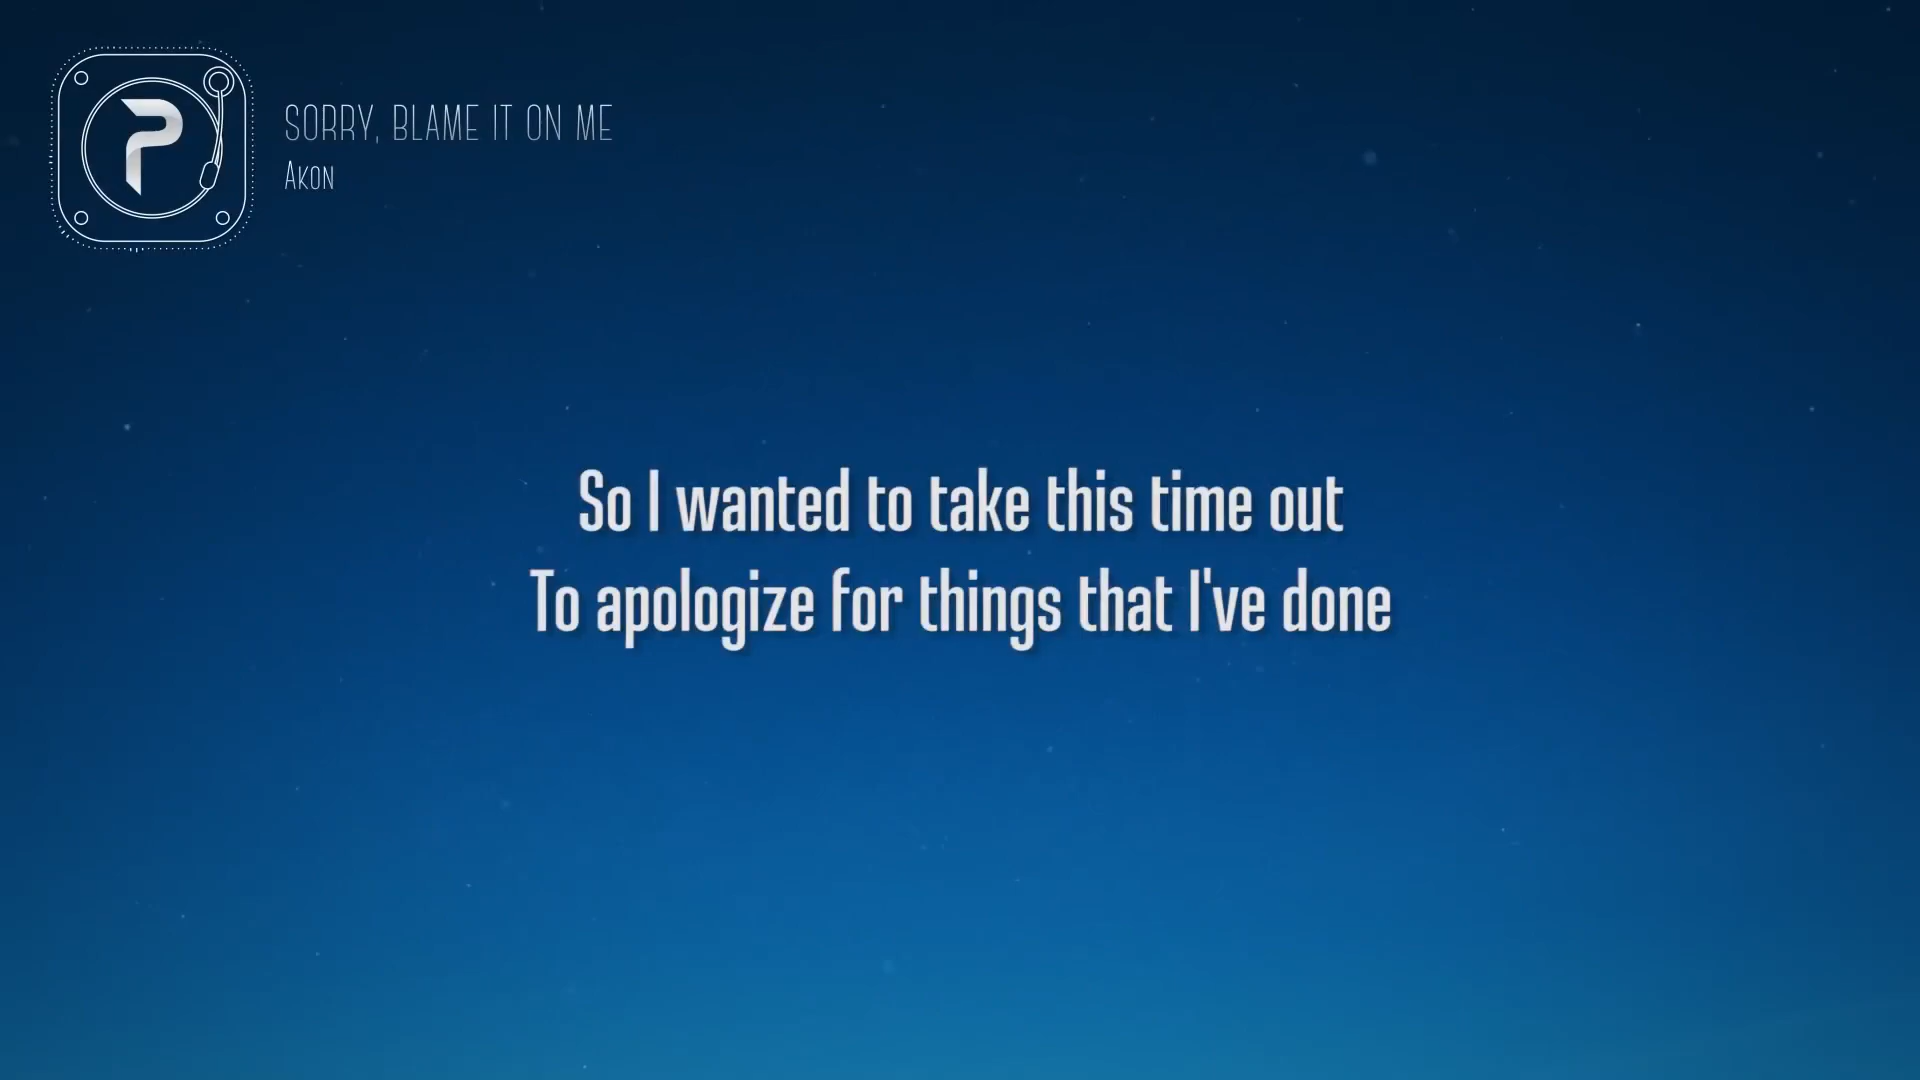 SORRY, BLAME IT ON ME
Akon
So I wanted to take this time out
To apologize for things that I've done